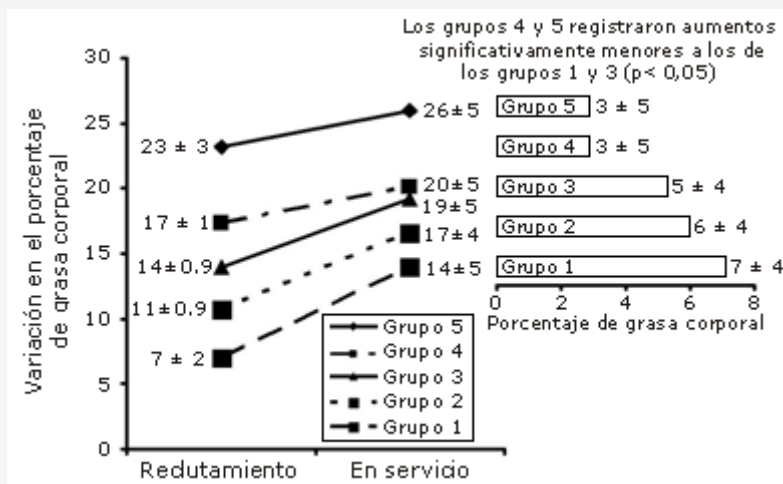 Los grupos 4 y 5 registraron aumentos
significativamente menores a los de
los grupos 1 y 3 (p< 0,05)
Variación en el porcentaje
de grasa corporal
30
25
20
15
10
5
0
23 ± 3
17 ± 1
14±0.9
11±0.9
7 ± 2
26±5
20±5
19±5
17±4
14±5
Redutamiento
En servicio
Grupo 5
Grupo 4
Grupo 3
Grupo 2
Grupo 1
Grupo 5 3 ± 5
Grupo 4 3 ± 5
Grupo 3 5 ± 4
Grupo 2 6 ± 4
Grupo 1 7 ± 4
0 2 4 6 8
Porcentaje de grasa corporal